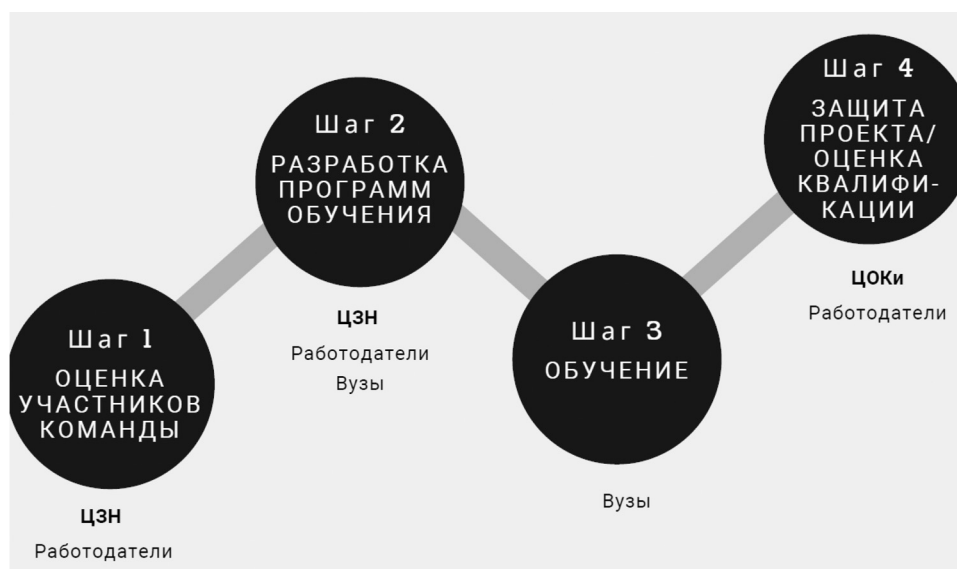 Шаг 1
ОЦЕНКА
УЧАСТНИКОВ
КОМАНДЫ
ЦЗН
Работодатели
Шаг 2
РАЗРАБОТКА
ПРОГРАММ
ОБУЧЕНИЯ
ЦЗН
Работодатели
Вузы
Шаг 3
ОБУЧЕНИЕ
Вузы
Шаг 4
ЗАЩИТА
ПРОЕКТА/
ОЦЕНКА
КВАЛИФИ-
КАЦИИ
ЦОКи
Работодатели